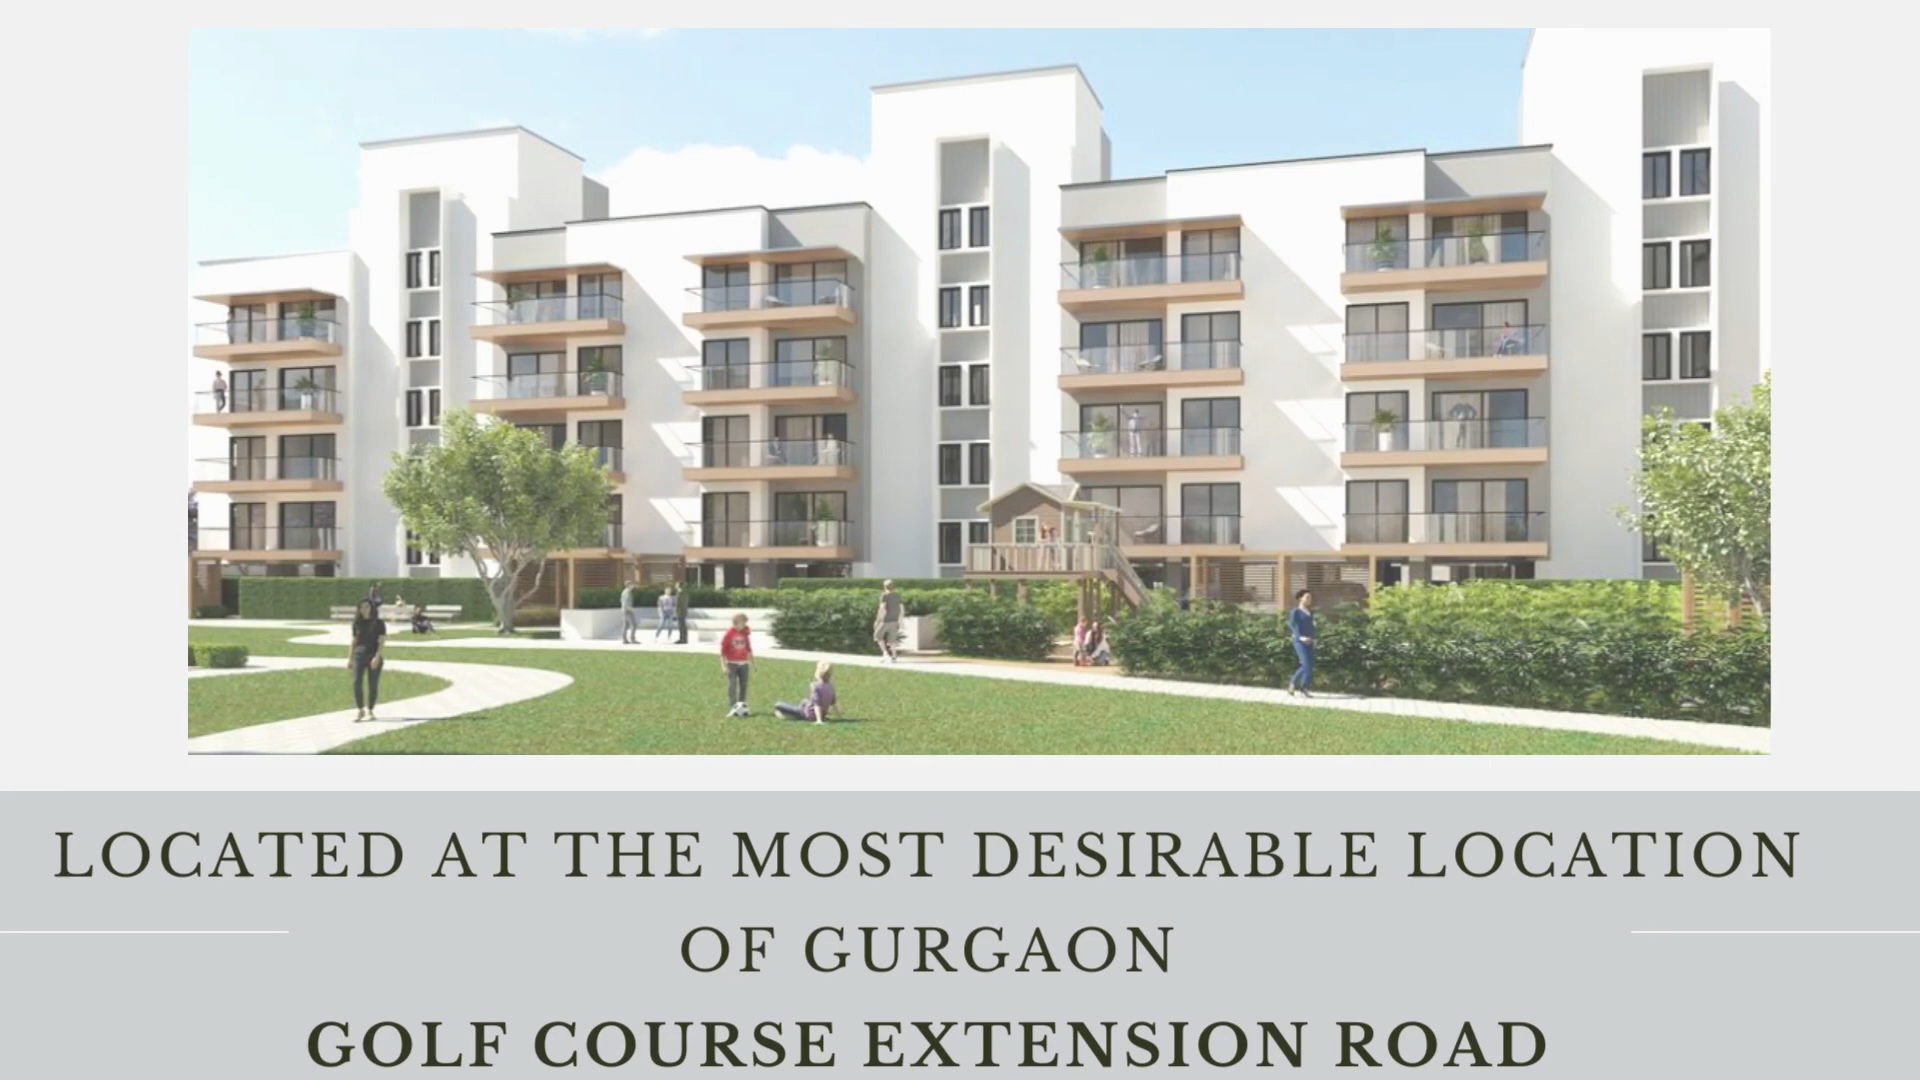 LOCATED AT THE MOST DESIRABLE LOCATION
OF GURGAON
GOLF COURSE EXTENSION ROAD